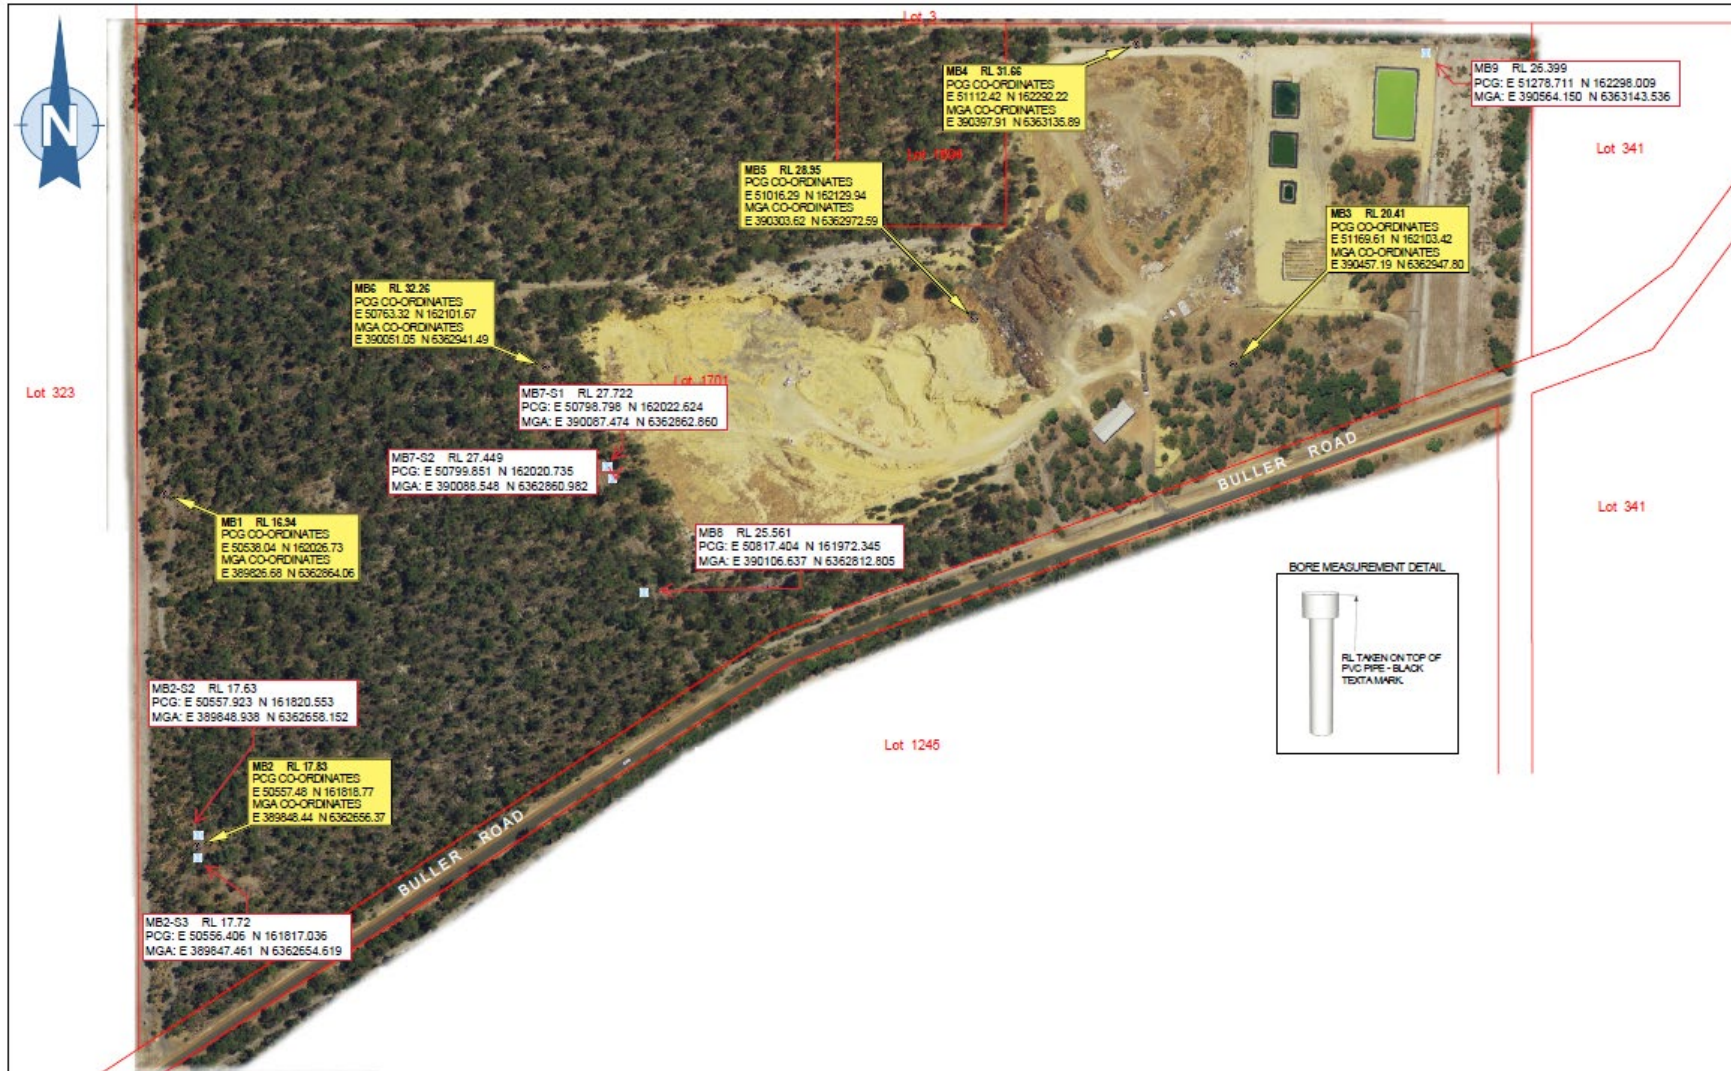 Lot 3
N
MB4 RL 31.66
PCG CO-ORDINATES
E 51112.42 N 162292.22
MGA CO-ORDINATES
E 390397.91 N 6363135.89
MB9 RL 26.399
PCG: E 51278.711 N 162298.009
MGA: E 390564.150 N 6363143.536
Lot 341
Lot
MB5 RL 28.95
PCG CO-ORDINATES
E 51016.29 N 162129.94
MGA CO-ORDINATES
E 390303.62 N 6362972.59
MB3 RL 20.41
PCG CO-ORDINATES
E 51169.61 N 162103.42
MGA CO-ORDINATES
E 390457.19 N 6362947.80
MB6 RL 32.26
PCG CO-ORDINATES
E 50763.32 N 162101.67
MGA CO-ORDINATES
E 390051.05 N 6362941.49
Lot 323
Lot 1701
MB7-S1 RL 27.722
PCG: E 50798.798 N 162022.624
MGA: E 390087.474 N 6362862.860
MB7-S2 RL 27.449
PCG: E 50799.851 N 162020.735
MGA: E 390088.548 N 6362860.982
BULLER ROAD
Lot 341
MB1 RL 16.94
PCG CO-ORDINATES
E 50538.04 N 162026.73
MGA CO-ORDINATES
E 389826.68 N 6362864.06
MB8 RL 25.561
PCG: E 50817.404 N 161972.345
MGA: E 390106.637 N 6362812.805
BORE MEASUREMENT DETAIL
RL TAKEN ON TOP OF
PVC PIPE - BLACK
TEXTA MARK.
MB2-S2 RL 17.63
PCG: E 50557.923 N 161820.553
MGA: E 389848.938 N 6362658.152
Lot 1245
MB2 RL 17.83
PCG CO-ORDINATES
E 50557.48 N 161818.77
MGA CO-ORDINATES
E 389848.44 N 6362656.37
BULLER ROAD
MB2-S3 RL 17.72
PCG: E 50556.406 N 161817.036
MGA: E 389847.461 N 6362654.619